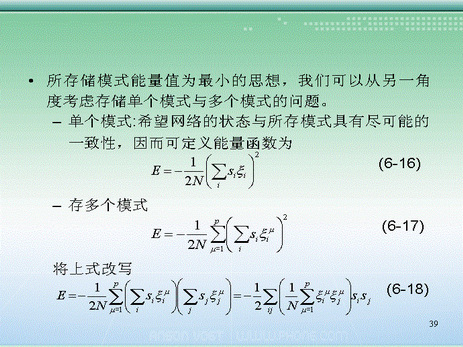 • 所存储模式能量值为最小的思想，我们可以从另一角
度考虑存储单个模式与多个模式的问题。
– 单个模式:希望网络的状态与所存模式具有尽可能的
一致性，因而可定义能量函数为
E = -\frac{1}{2N}\left(\sum_{i} s_i \xi_i\right)^2 (6-16)
– 存多个模式
E = -\frac{1}{2N}\sum_{\mu=1}^{p}\left(\sum_{i} s_i \xi_i^{\mu}\right)^2 (6-17)
将上式改写
E = -\frac{1}{2N}\sum_{\mu=1}^{p}\left(\sum_{i} s_i \xi_i^{\mu}\right)\left(\sum_{j} s_j \xi_j^{\mu}\right) = -\frac{1}{2}\sum_{ij}\left(\frac{1}{N}\sum_{\mu=1}^{p} \xi_i^{\mu} \xi_j^{\mu}\right) s_i s_j (6-18)
39